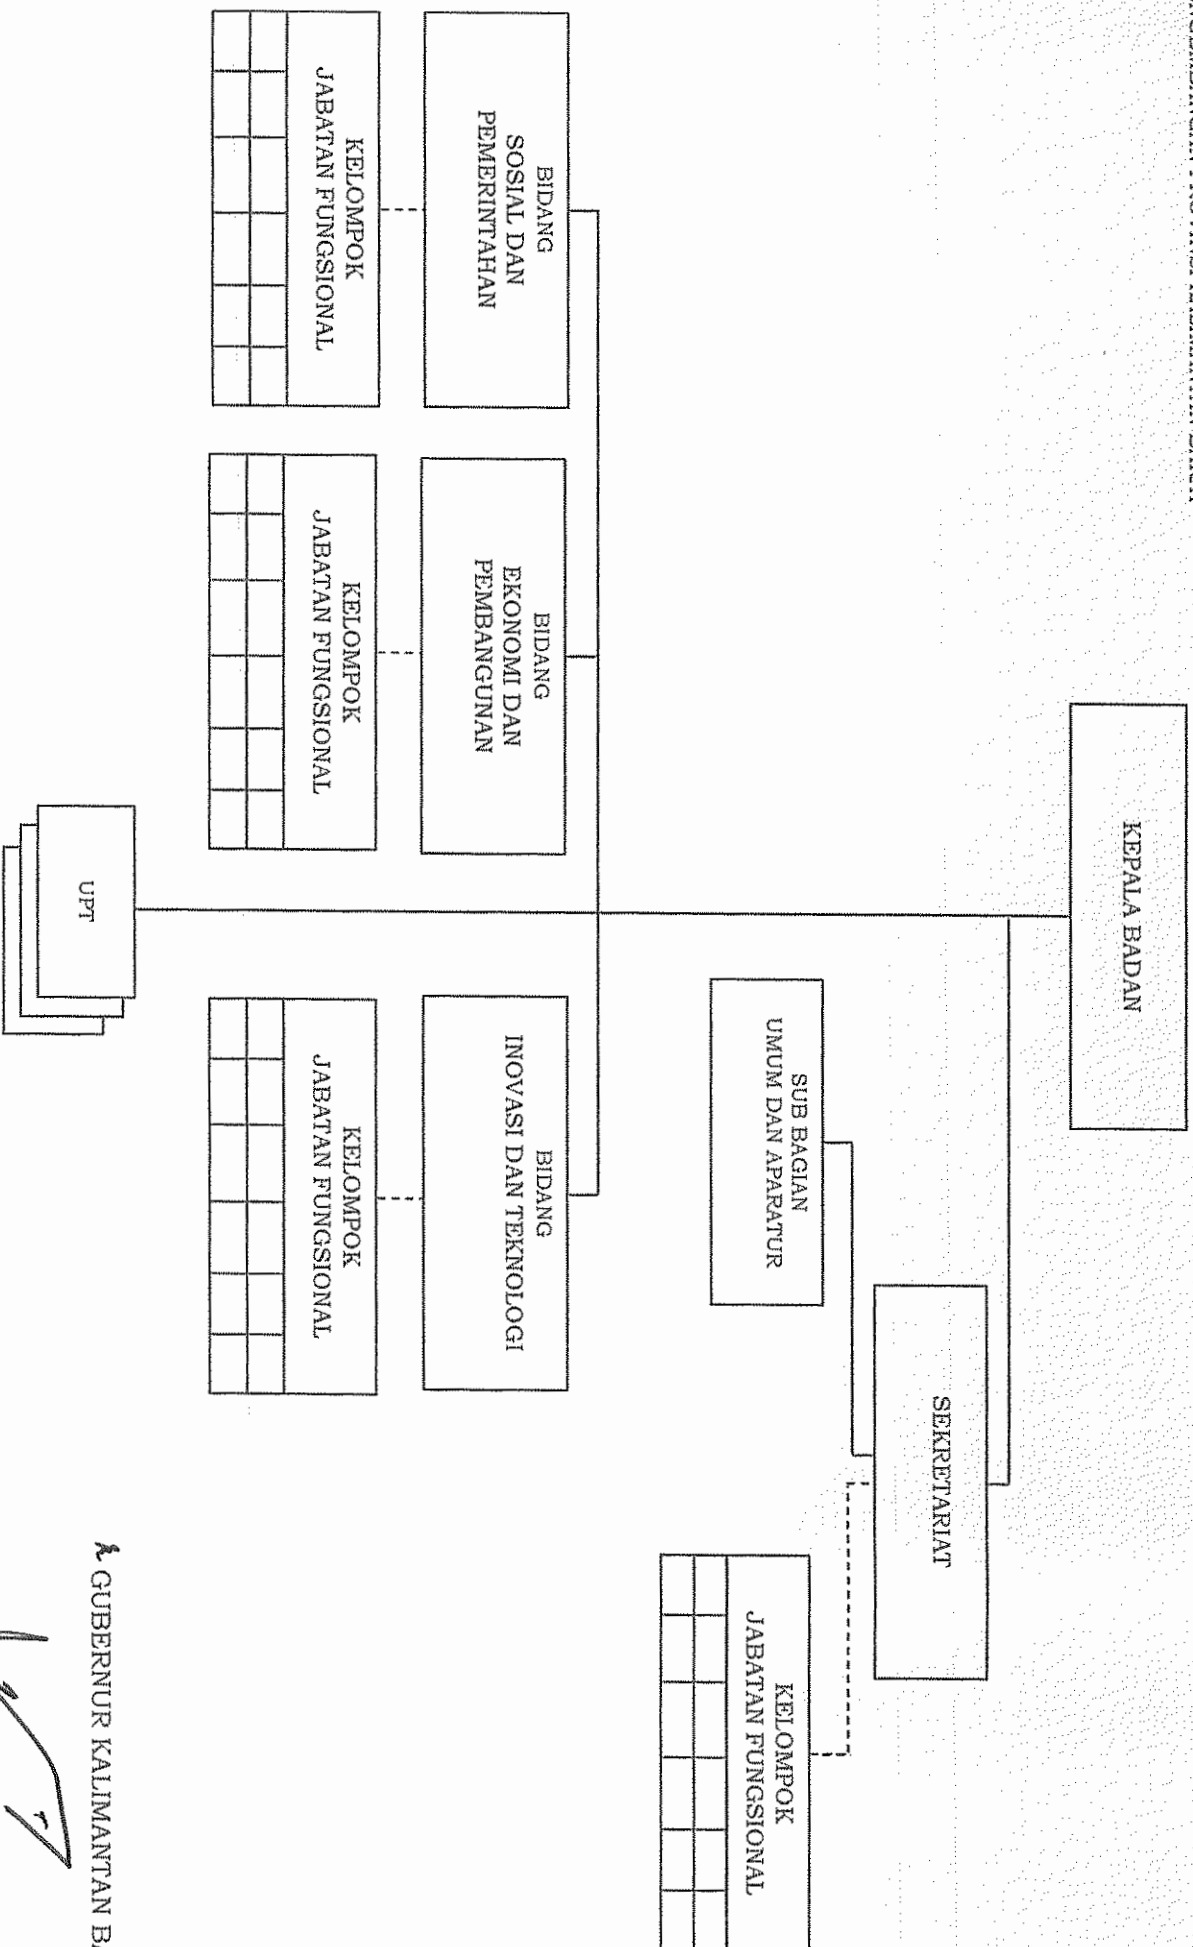 KEPALA BADAN
SEKRETARIAT
SUB BAGIAN
UMUM DAN APARATUR
KELOMPOK
JABATAN FUNGSIONAL
BIDANG
SOSIAL DAN
PEMERINTAHAN
BIDANG
EKONOMI DAN
PEMBANGUNAN
BIDANG
INOVASI DAN TEKNOLOGI
KELOMPOK
JABATAN FUNGSIONAL
KELOMPOK
JABATAN FUNGSIONAL
KELOMPOK
JABATAN FUNGSIONAL
UPT
GUBERNUR KALIMANTAN